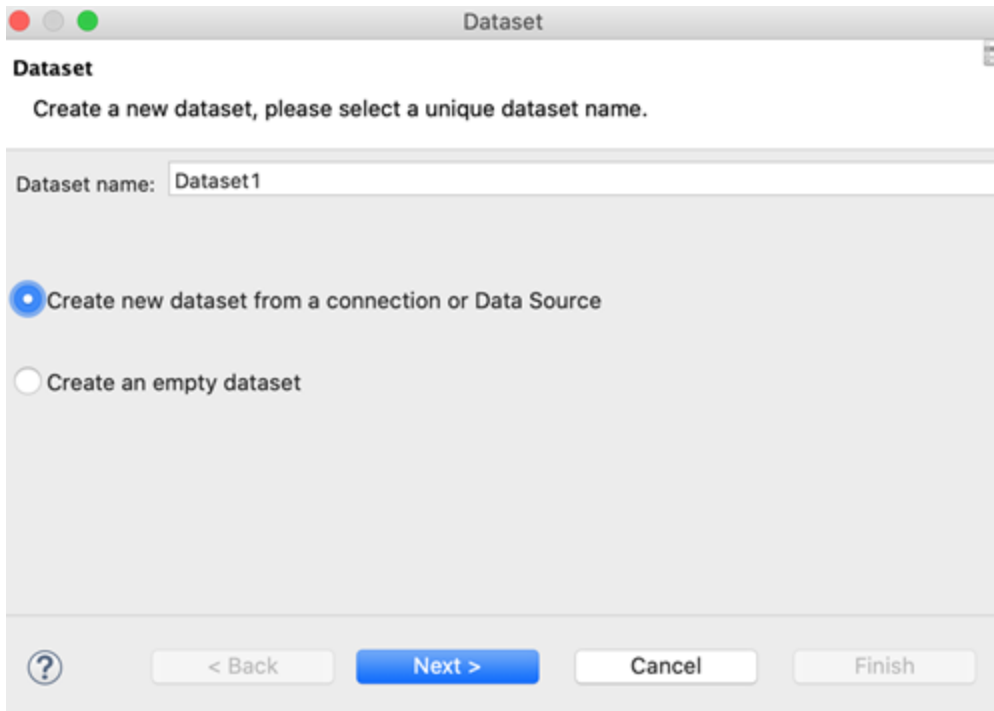 Dataset
Dataset
Create a new dataset, please select a unique dataset name.
Dataset name: Dataset1
Create new dataset from a connection or Data Source
Create an empty dataset
? < Back Next > Cancel Finish